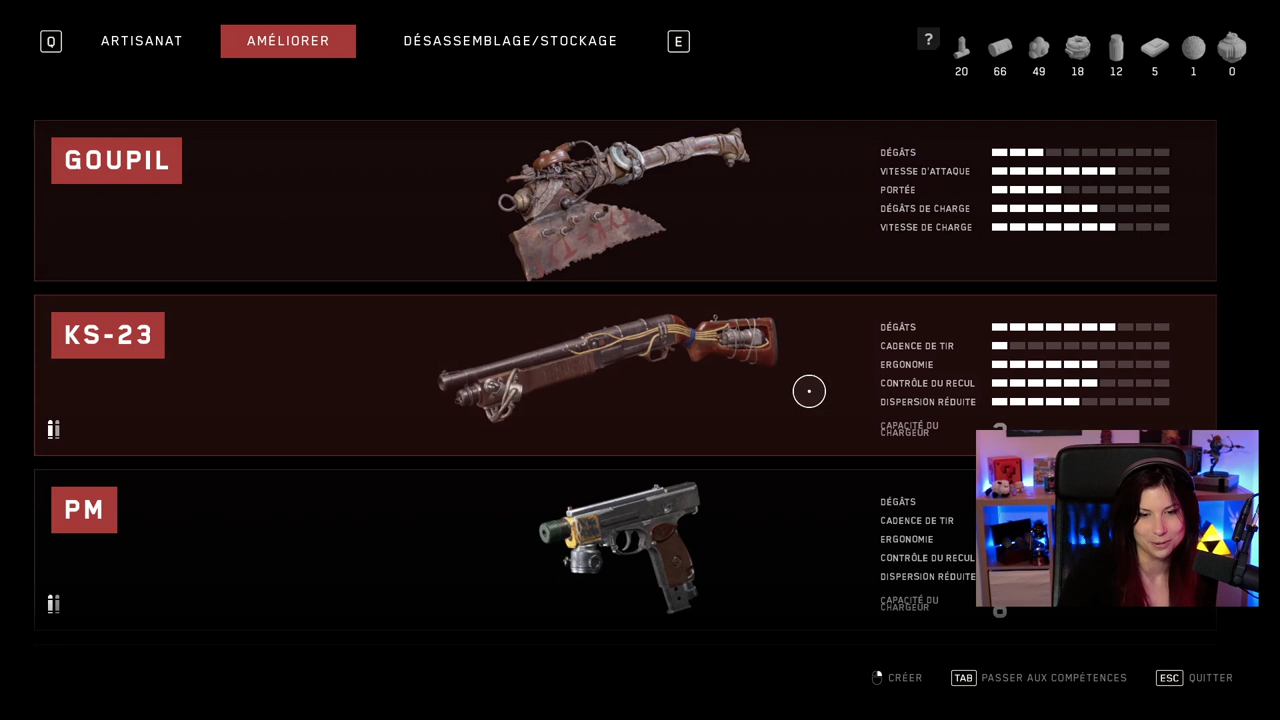 Q ARTISANAT AMÉLIORER DÉSASSEMBLAGE/STOCKAGE E ?
20 66 49 18 12 5 1 0
GOUPIL
DÉGÂTS
VITESSE D'ATTAQUE
PORTÉE
DÉGÂTS DE CHARGE
VITESSE DE CHARGE
KS-23
DÉGÂTS
CADENCE DE TIR
ERGONOMIE
CONTRÔLE DU RECUL
DISPERSION RÉDUITE
CAPACITÉ DU
CHARGEUR
PM
DÉGÂTS
CADENCE DE TIR
ERGONOMIE
CONTRÔLE DU RECUL
DISPERSION RÉDUITE
CAPACITÉ DU
CHARGEUR
CRÉER TAB PASSER AUX COMPÉTENCES ESC QUITTER